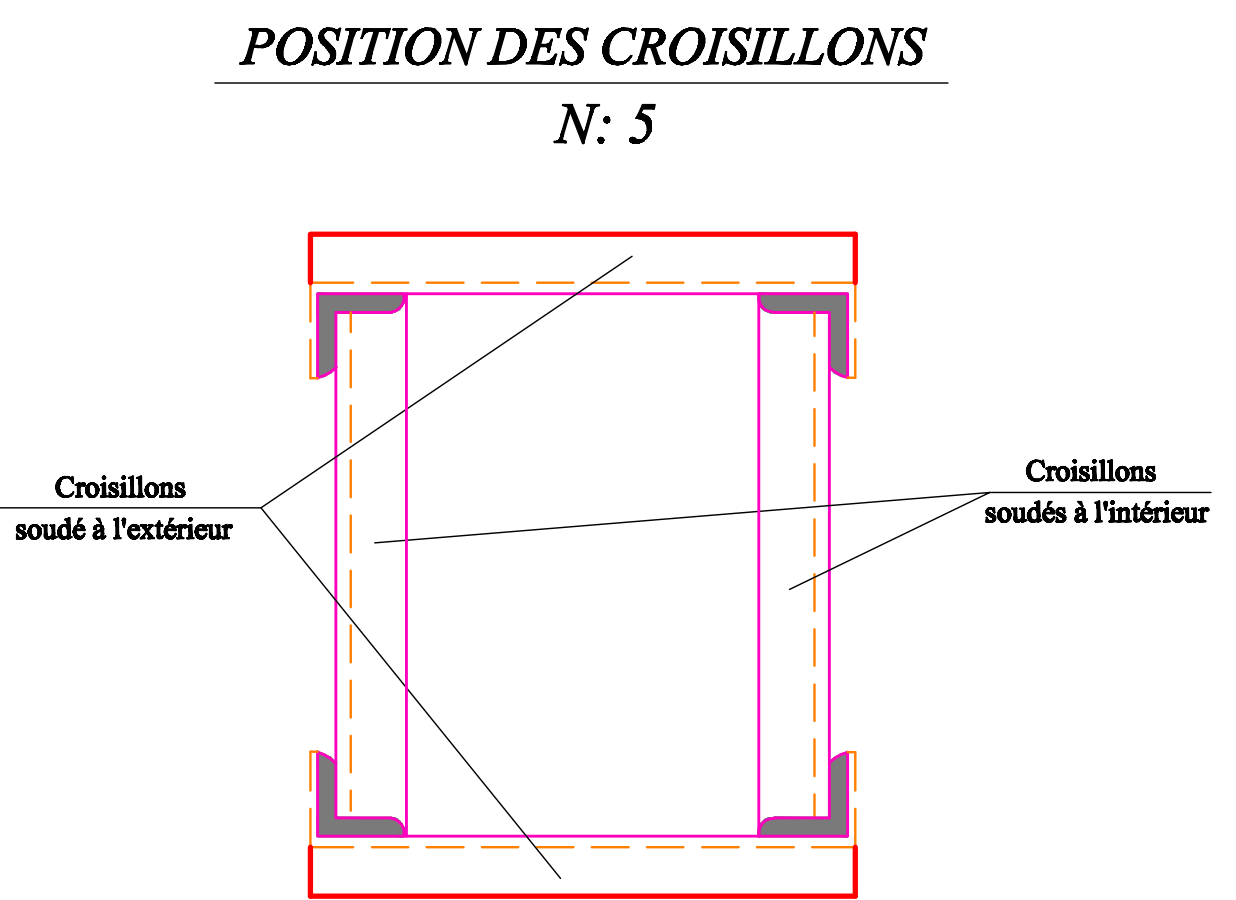 POSITION DES CROISILLONS
N: 5
Croisillons
soudé à l'extérieur
Croisillons
soudés à l'intérieur